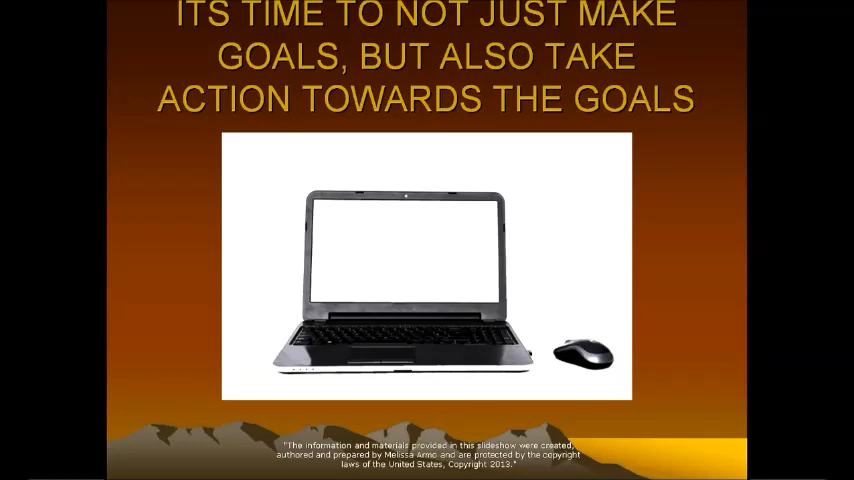 ITS TIME TO NOT JUST MAKE
GOALS, BUT ALSO TAKE
ACTION TOWARDS THE GOALS
"The information and materials provided in this slideshow were created,
authored and prepared by Melissa Armo and are protected by the copyright
laws of the United States, Copyright 2013."